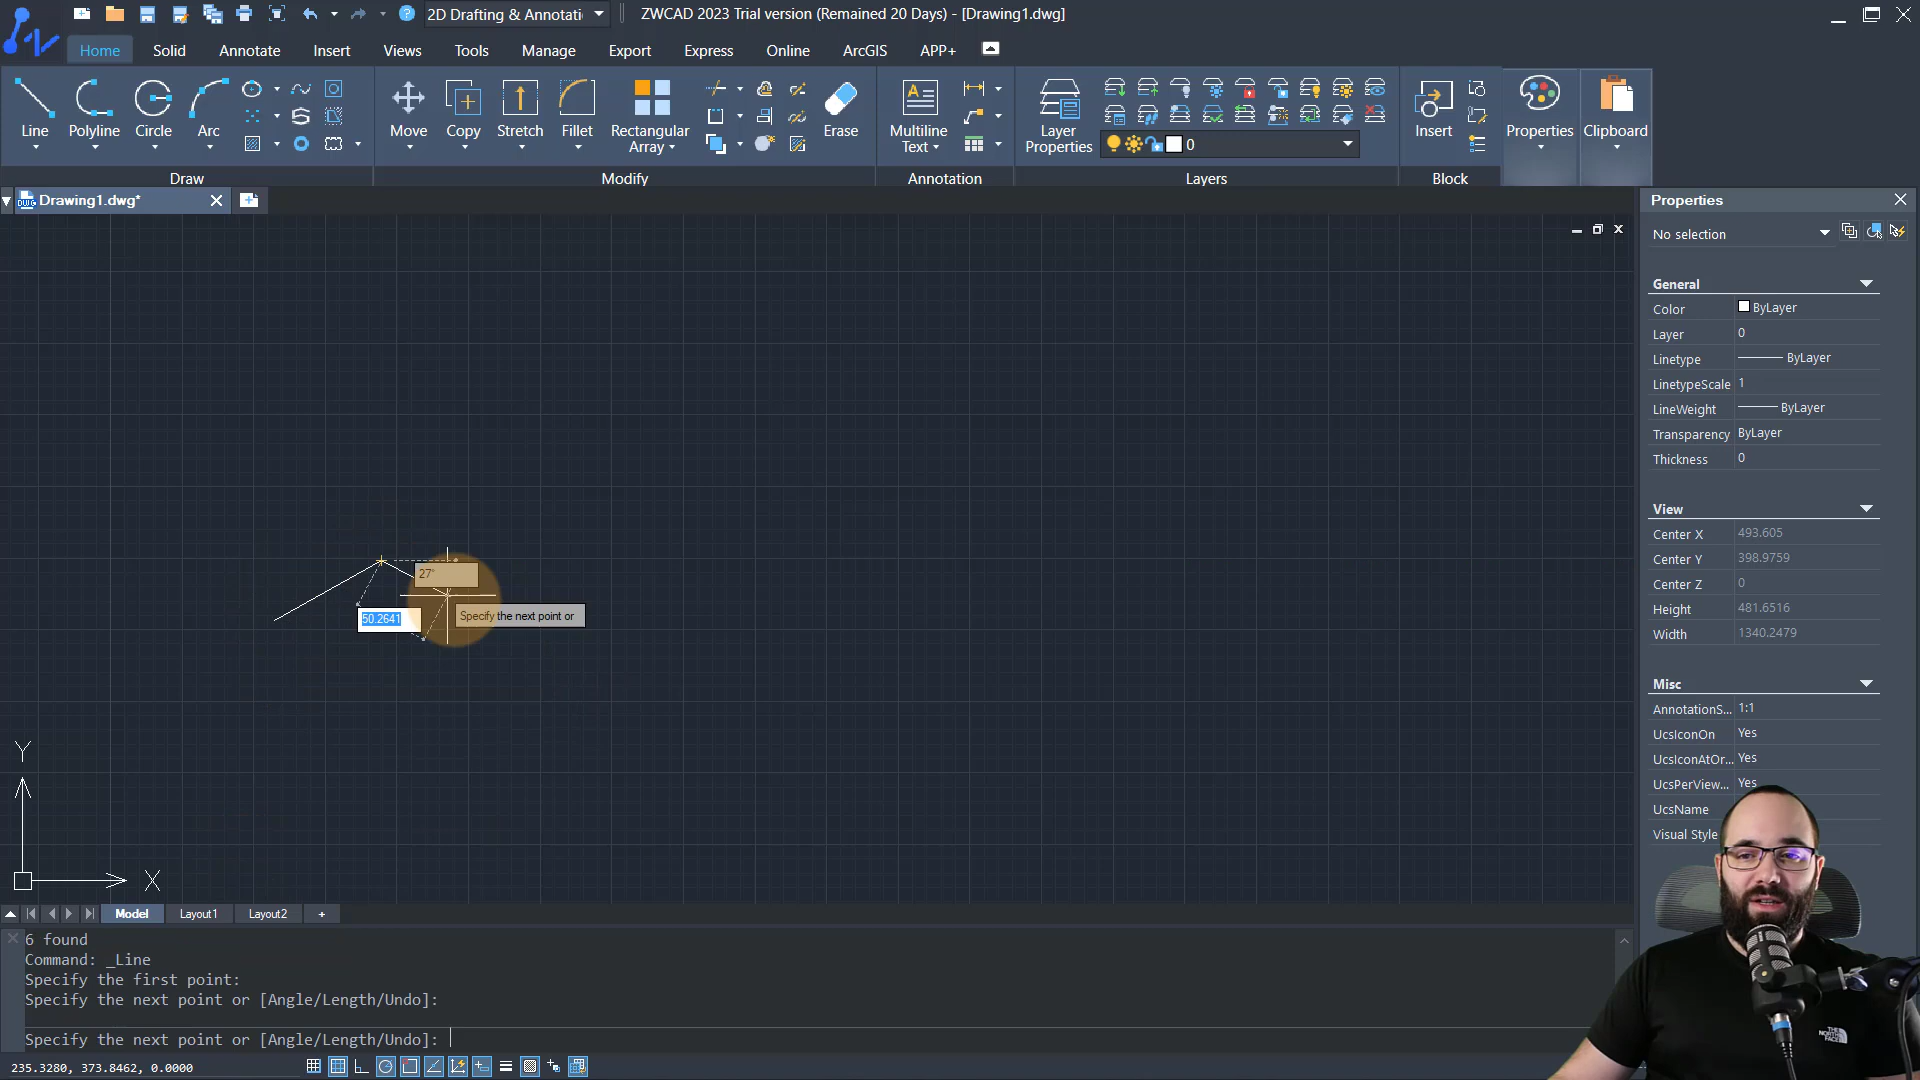 2D Drafting & Annotati
ZWCAD 2023 Trial version (Remained 20 Days) - [Drawing1.dwg]
Home
Solid
Annotate
Insert
Views
Tools
Manage
Export
Express
Online
ArcGIS
APP+
Line
Polyline
Circle
Arc
Move
Copy
Stretch
Fillet
Rectangular
Array
Erase
Multiline
Text
Layer
Properties
0
Insert
Properties
Clipboard
Draw
Modify
Annotation
Layers
Block
Drawing1.dwg*
Properties
No selection
General
Color ByLayer
Layer 0
Linetype ByLayer
LinetypeScale 1
LineWeight ByLayer
Transparency ByLayer
Thickness 0
View
Center X 493.605
Center Y 398.9759
Center Z 0
Height 481.6516
Width 1340.2479
Misc
AnnotationS... 1:1
UcsIconOn Yes
UcsIconAtOr... Yes
UcsPerView... Yes
UcsName
Visual Style
27°
50.2641
Specify the next point or
Y
X
Model
Layout1
Layout2
+
6 found
Command: _Line
Specify the first point:
Specify the next point or [Angle/Length/Undo]:
Specify the next point or [Angle/Length/Undo]:
235.3280, 373.8462, 0.0000
THE
NORTH
FACE